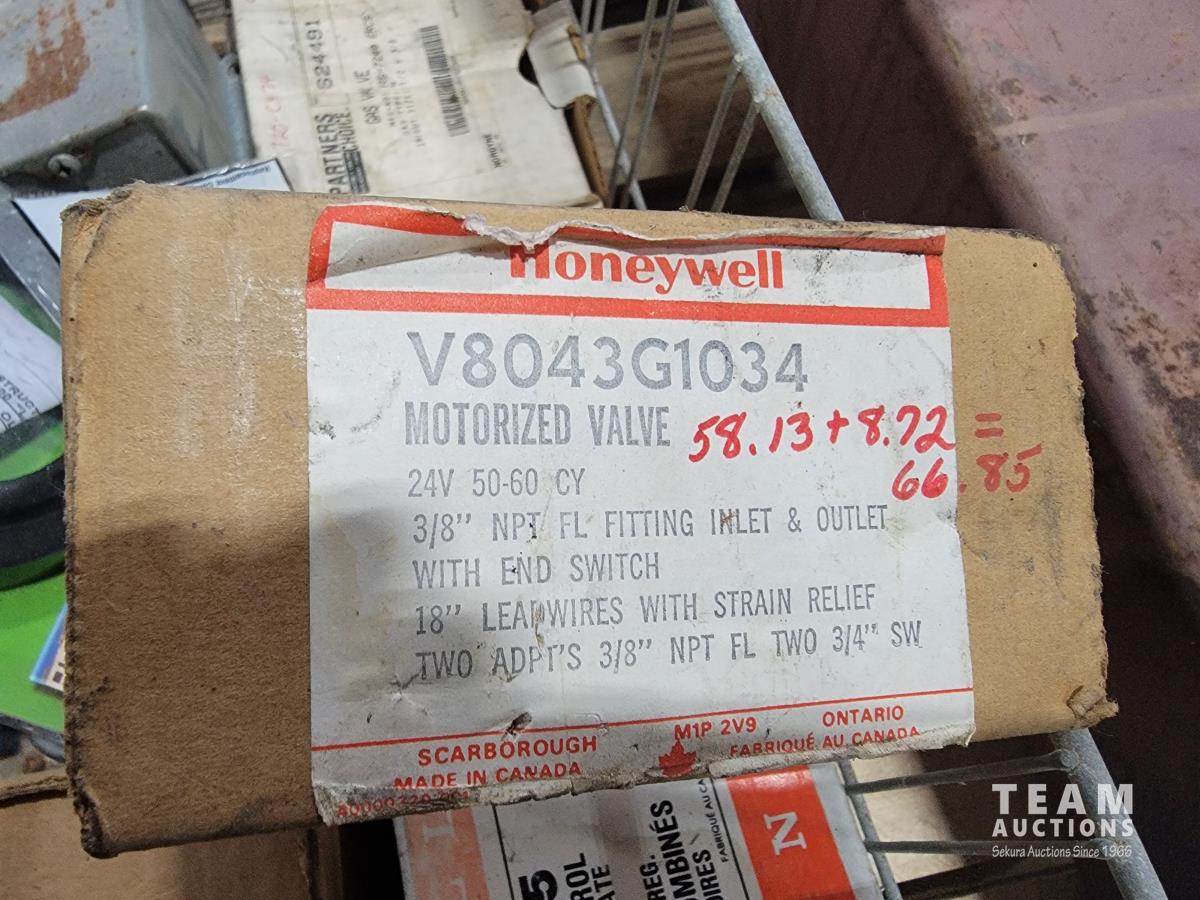 PARTNERS
CHOICE
624491
GAS VALVE
Honeywell
V8043G1034
MOTORIZED VALVE 58.13 + 8.72 =
66.85
24V 50-60 CY
3/8" NPT FL FITTING INLET & OUTLET
WITH END SWITCH
18" LEADWIRES WITH STRAIN RELIEF
TWO ADPT'S 3/8" NPT FL TWO 3/4" SW
SCARBOROUGH M1P 2V9 ONTARIO
MADE IN CANADA FABRIQUÉ AU CANADA
TEAM
AUCTIONS
Sekura Auctions Since 1966